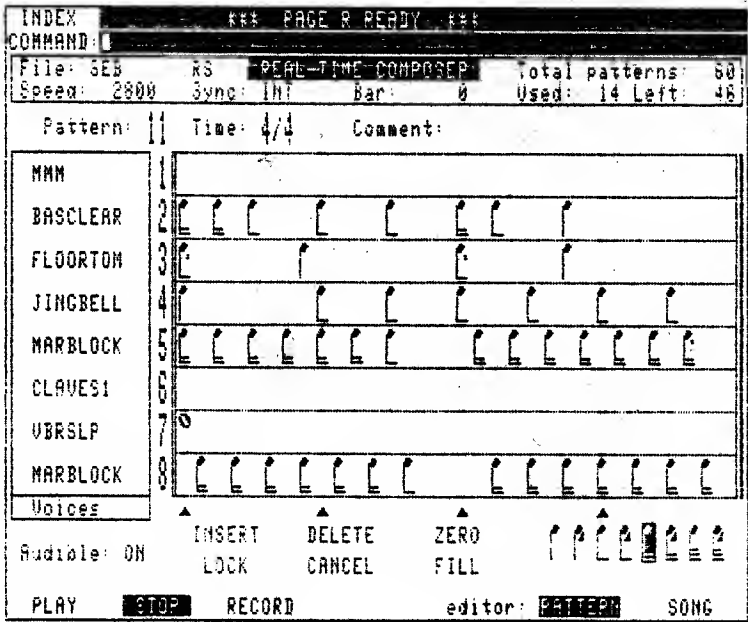 INDEX *** PAGE R READY ***
COMMAND:
File: SEB RS REAL-TIME COMPOSER Total patterns: 60
Speed: 2800 Sync: INT Bar: 0 Used: 14 Left: 46
Pattern: 11 Time: 4/4 Comment:
MMM 1
BASCLEAR 2
FLOORTOM 3
JINGBELL 4
MARBLOCK 5
CLAVES1 6
VBRSLP 7
MARBLOCK 8
Voices
INSERT DELETE ZERO
Audible: ON
LOCK CANCEL FILL
PLAY STOP RECORD editor: PATTERN SONG